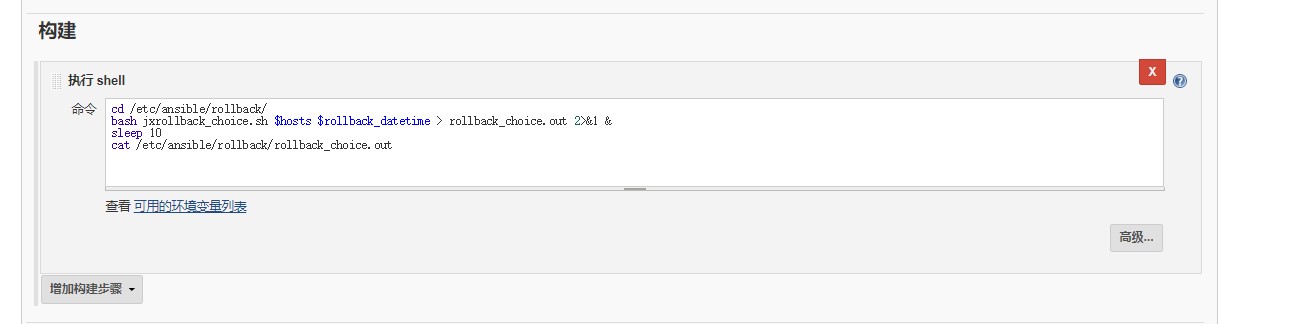 构建
执行 shell
X
命令
cd /etc/ansible/rollback/
bash jxrollback_choice.sh $hosts $rollback_datetime > rollback_choice.out 2>&1 &
sleep 10
cat /etc/ansible/rollback/rollback_choice.out
查看 可用的环境变量列表
高级...
增加构建步骤